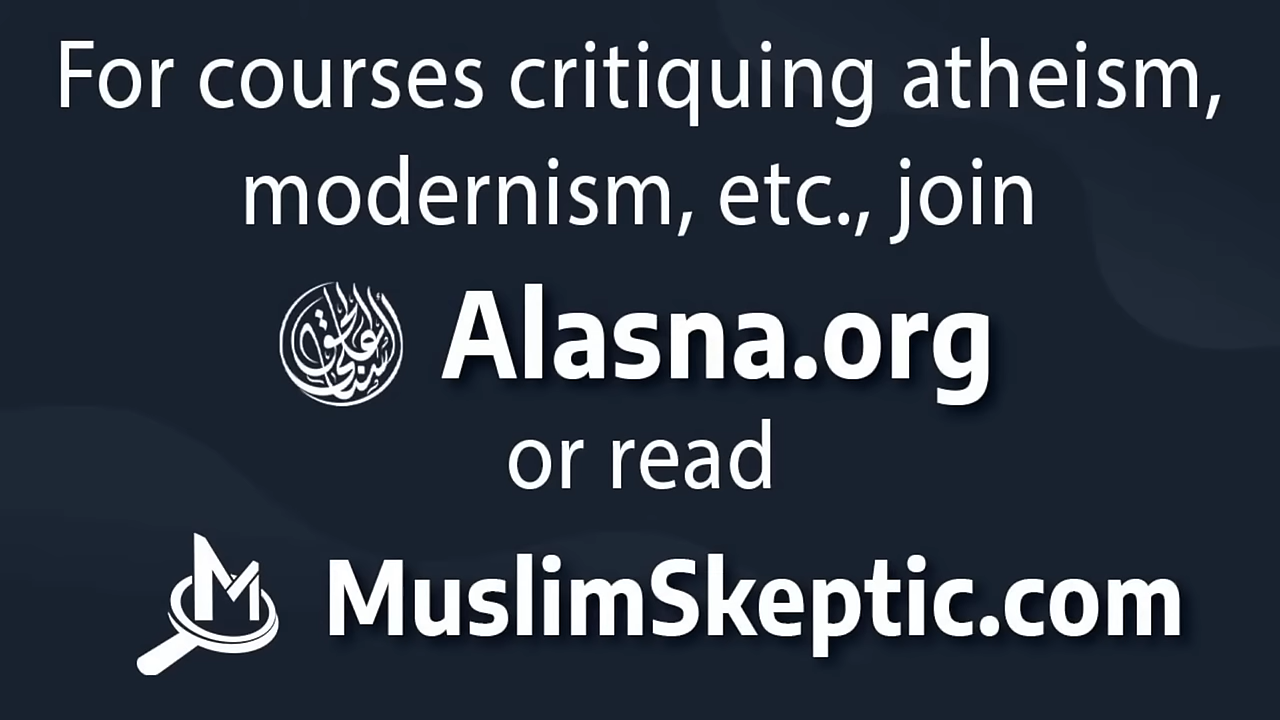 For courses critiquing atheism,
modernism, etc., join
Alasna.org
or read
MuslimSkeptic.com